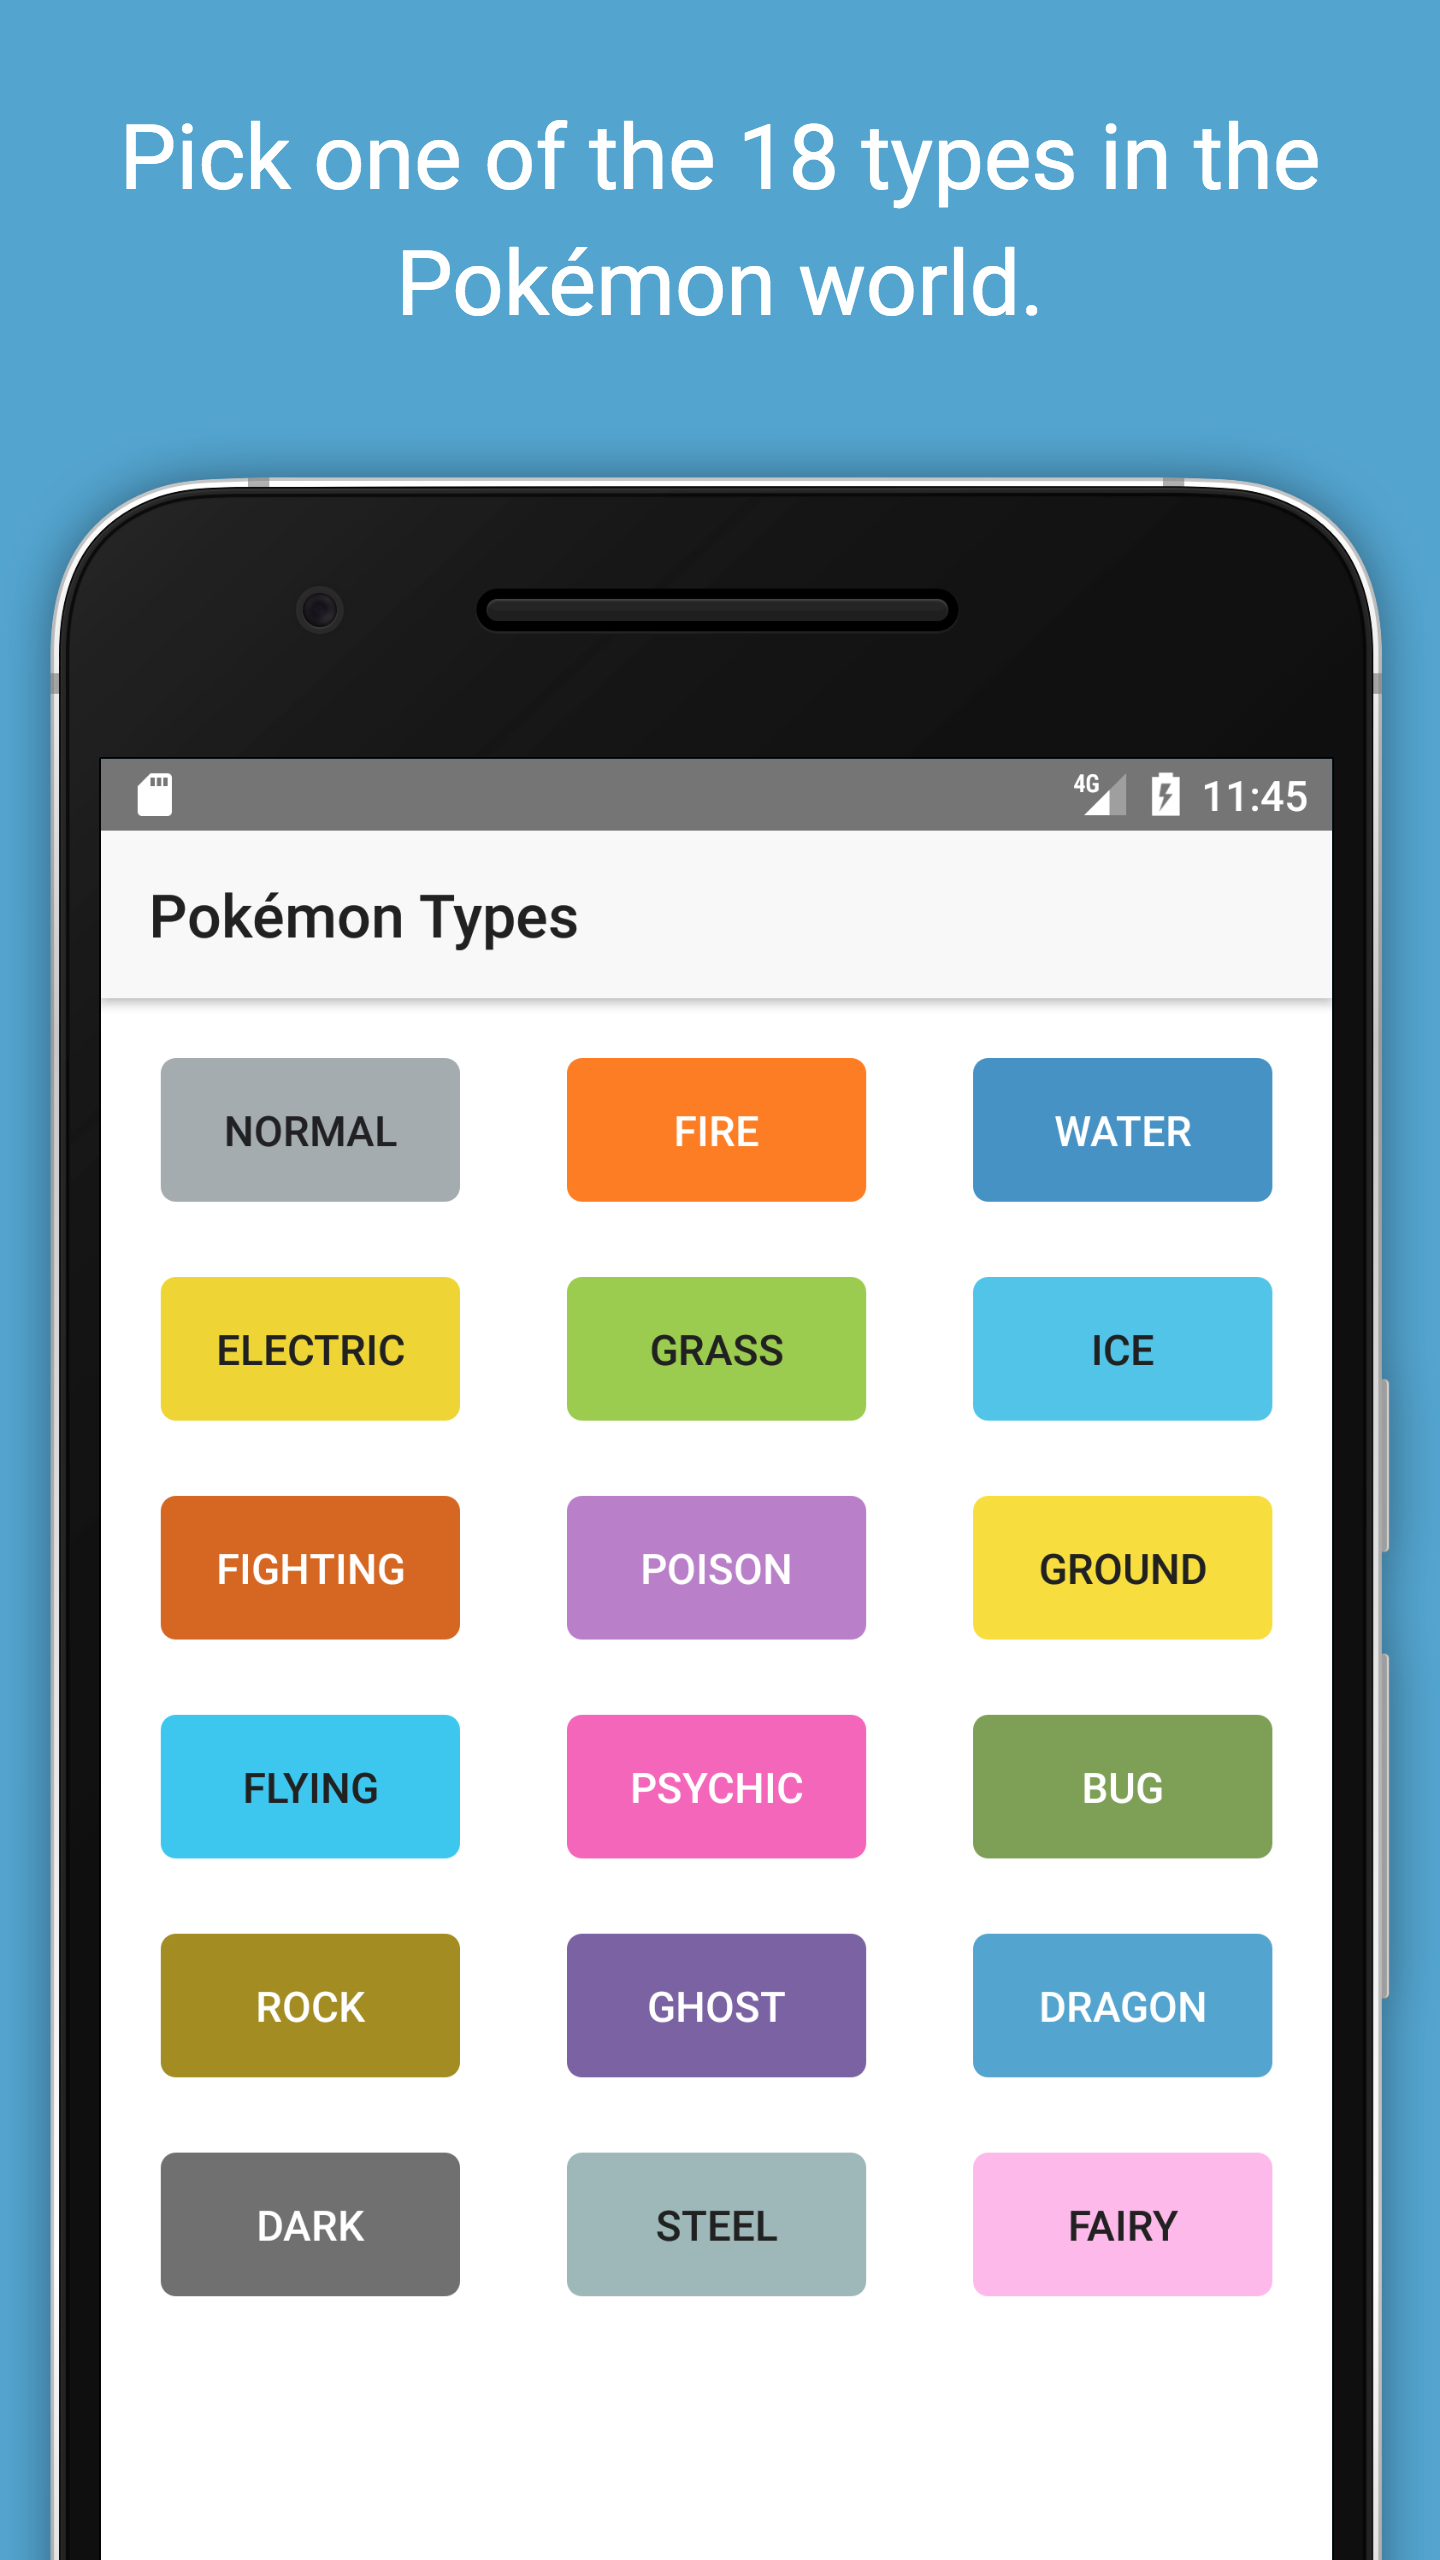 Pick one of the 18 types in the
Pokémon world.
4G 11:45
Pokémon Types
NORMAL FIRE WATER
ELECTRIC GRASS ICE
FIGHTING POISON GROUND
FLYING PSYCHIC BUG
ROCK GHOST DRAGON
DARK STEEL FAIRY